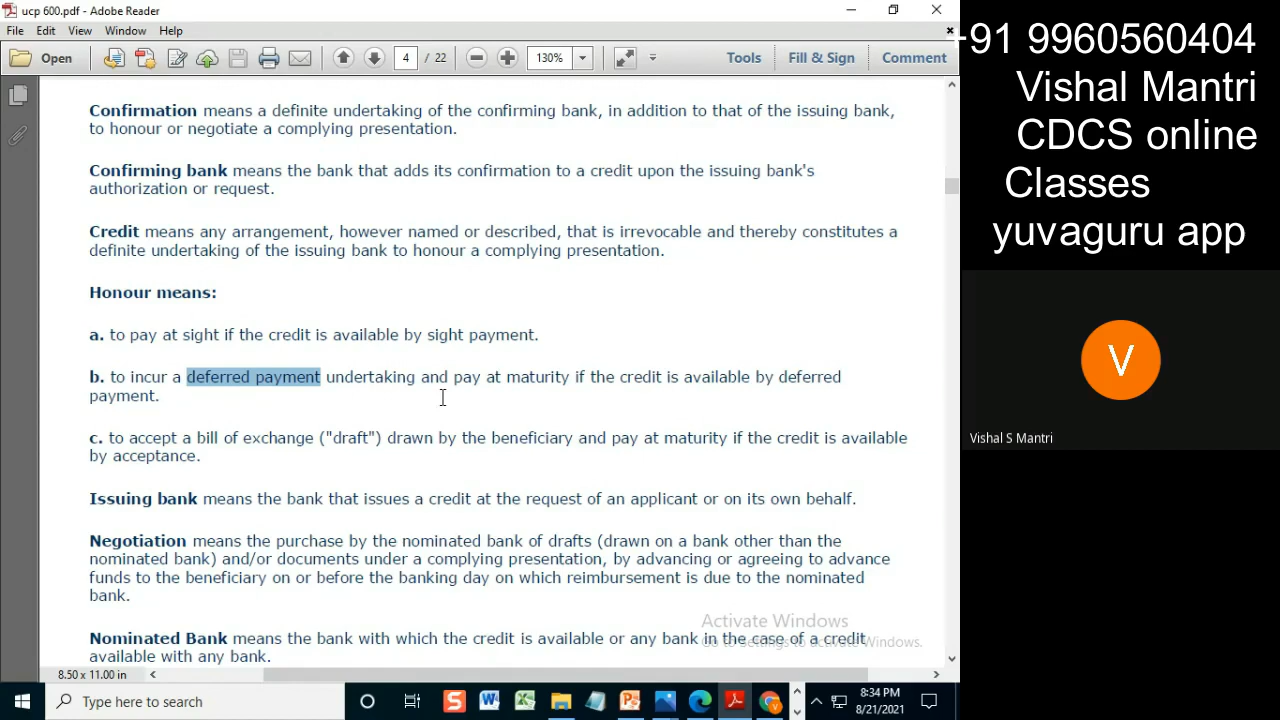 ucp 600.pdf - Adobe Reader
File Edit View Window Help
Open
4 / 22
130%
Tools Fill & Sign Comment
Confirmation means a definite undertaking of the confirming bank, in addition to that of the issuing bank,
to honour or negotiate a complying presentation.
Confirming bank means the bank that adds its confirmation to a credit upon the issuing bank's
authorization or request.
Credit means any arrangement, however named or described, that is irrevocable and thereby constitutes a
definite undertaking of the issuing bank to honour a complying presentation.
Honour means:
a. to pay at sight if the credit is available by sight payment.
b. to incur a deferred payment undertaking and pay at maturity if the credit is available by deferred
payment.
c. to accept a bill of exchange ("draft") drawn by the beneficiary and pay at maturity if the credit is available
by acceptance.
Issuing bank means the bank that issues a credit at the request of an applicant or on its own behalf.
Negotiation means the purchase by the nominated bank of drafts (drawn on a bank other than the
nominated bank) and/or documents under a complying presentation, by advancing or agreeing to advance
funds to the beneficiary on or before the banking day on which reimbursement is due to the nominated
bank.
Nominated Bank means the bank with which the credit is available or any bank in the case of a credit
available with any bank.
Activate Windows
Go to Settings to activate Windows.
8.50 x 11.00 in
Type here to search
8:34 PM
8/21/2021
+91 9960560404
Vishal Mantri
CDCS online
Classes
yuvaguru app
V
Vishal S Mantri